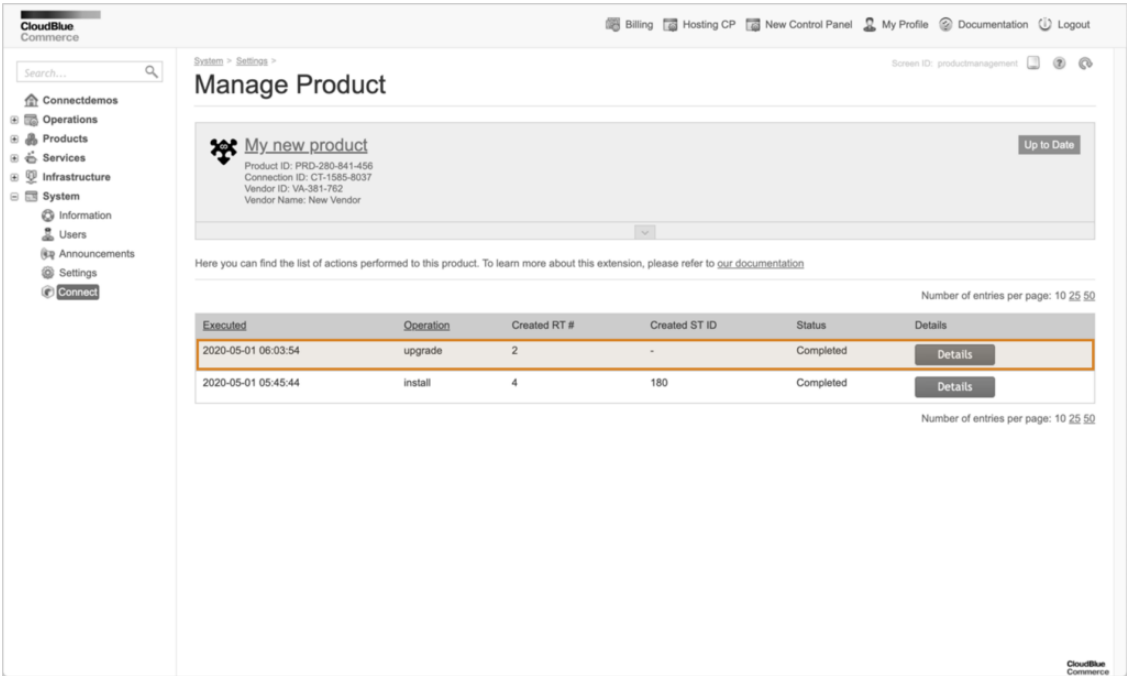 CloudBlue
Commerce
Billing Hosting CP New Control Panel My Profile Documentation Logout
Search...
Connectdemos
Operations
Products
Services
Infrastructure
System
Information
Users
Announcements
Settings
Connect
System > Settings >
Screen ID: productmanagement
Manage Product
My new product
Up to Date
Product ID: PRD-280-841-456
Connection ID: CT-1585-8037
Vendor ID: VA-381-762
Vendor Name: New Vendor
Here you can find the list of actions performed to this product. To learn more about this extension, please refer to our documentation
Number of entries per page: 10 25 50
Executed Operation Created RT # Created ST ID Status Details
2020-05-01 06:03:54 upgrade 2 - Completed Details
2020-05-01 05:45:44 install 4 180 Completed Details
Number of entries per page: 10 25 50
CloudBlue
Commerce